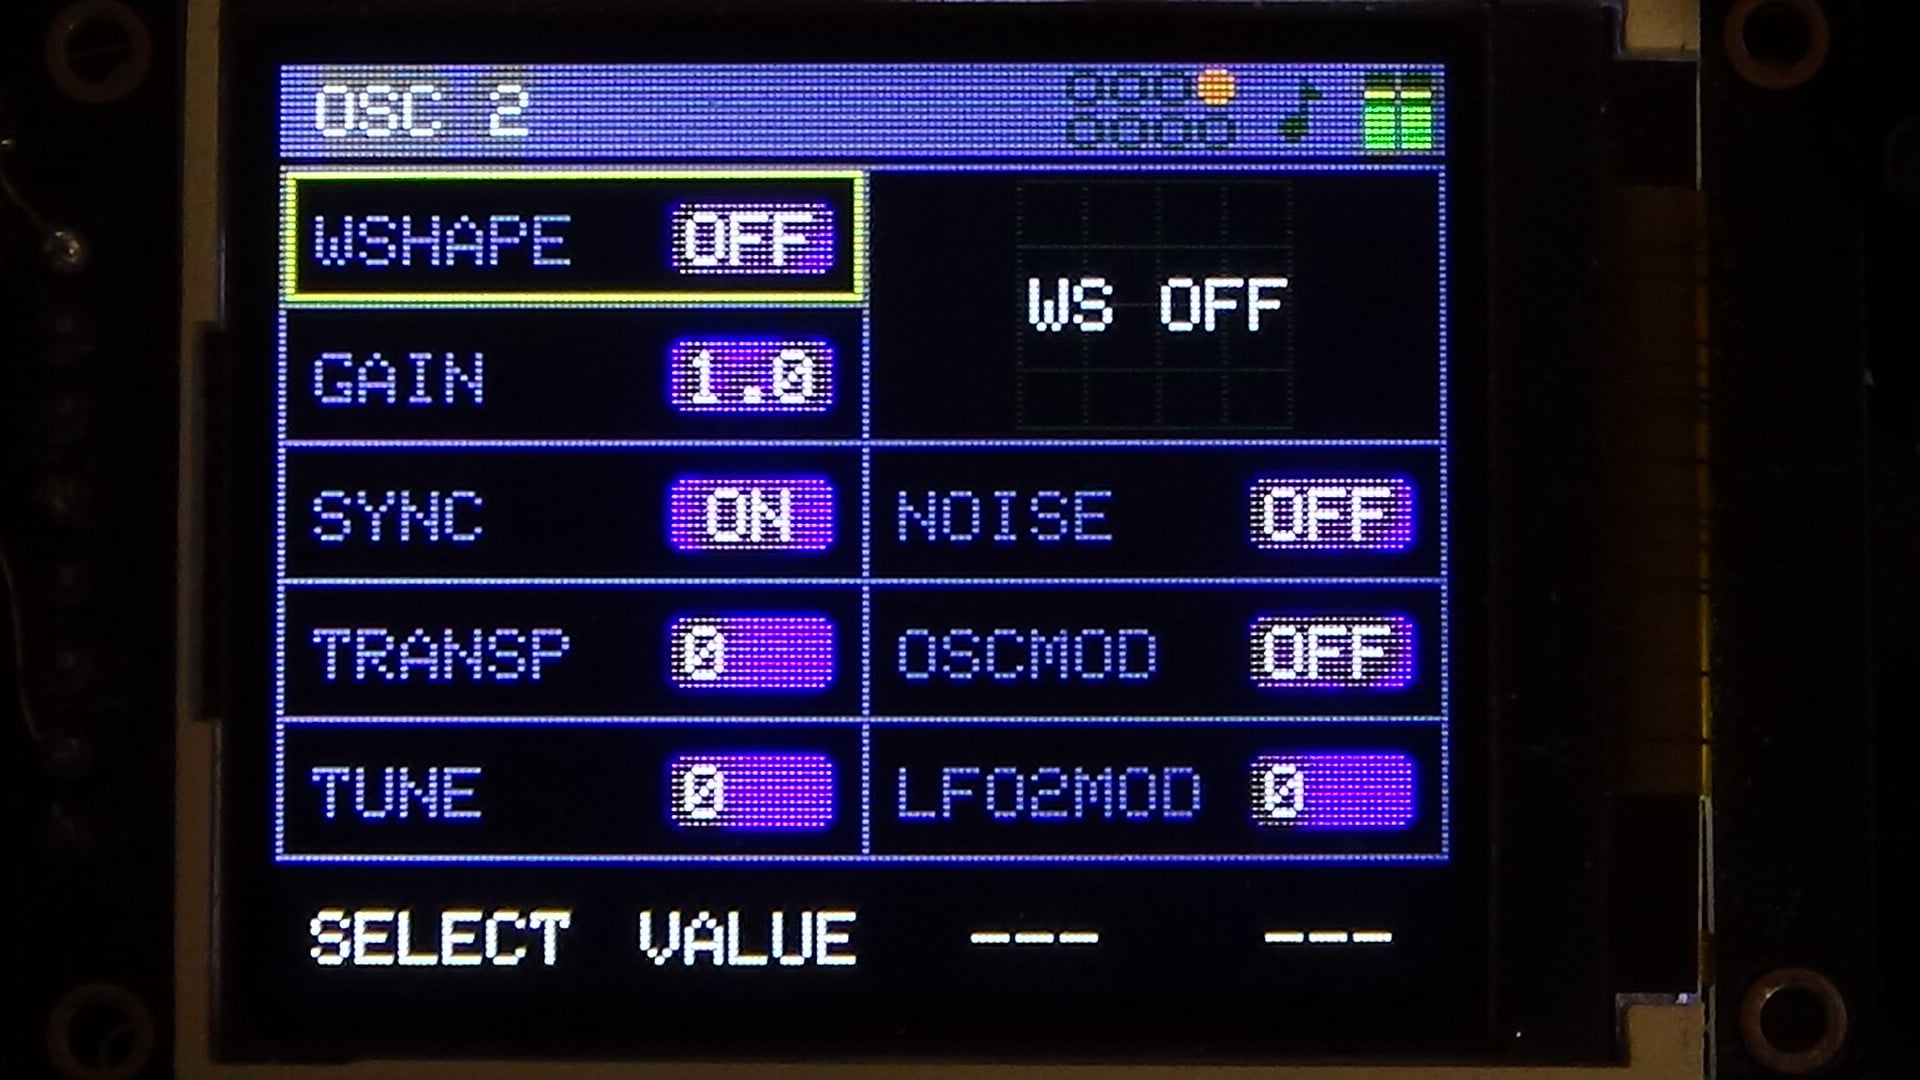 OSC 2
WSHAPE OFF
WS OFF
GAIN 1.0
SYNC ON NOISE OFF
TRANSP 0 OSCMOD OFF
TUNE 0 LFO2MOD 0
SELECT VALUE --- ---